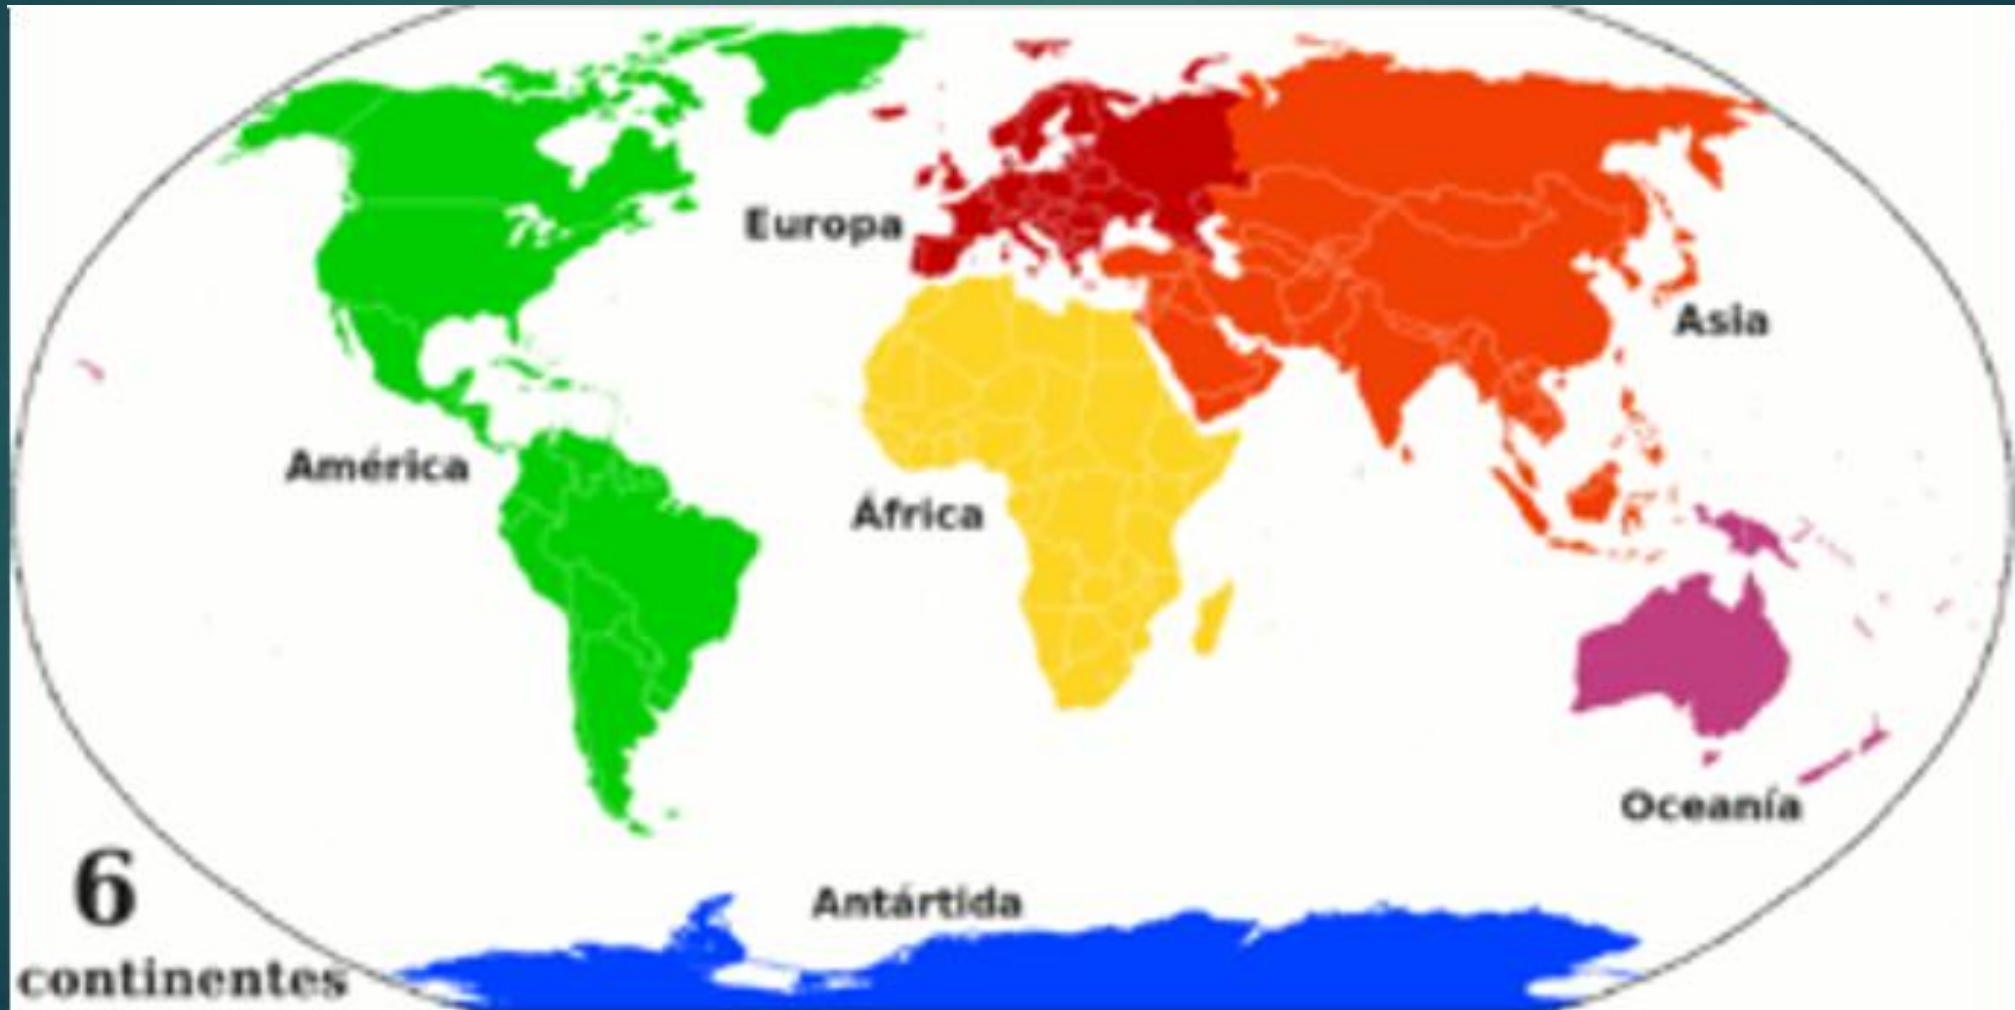 Europa
Asia
América
África
Oceanía
Antártida
6
continentes